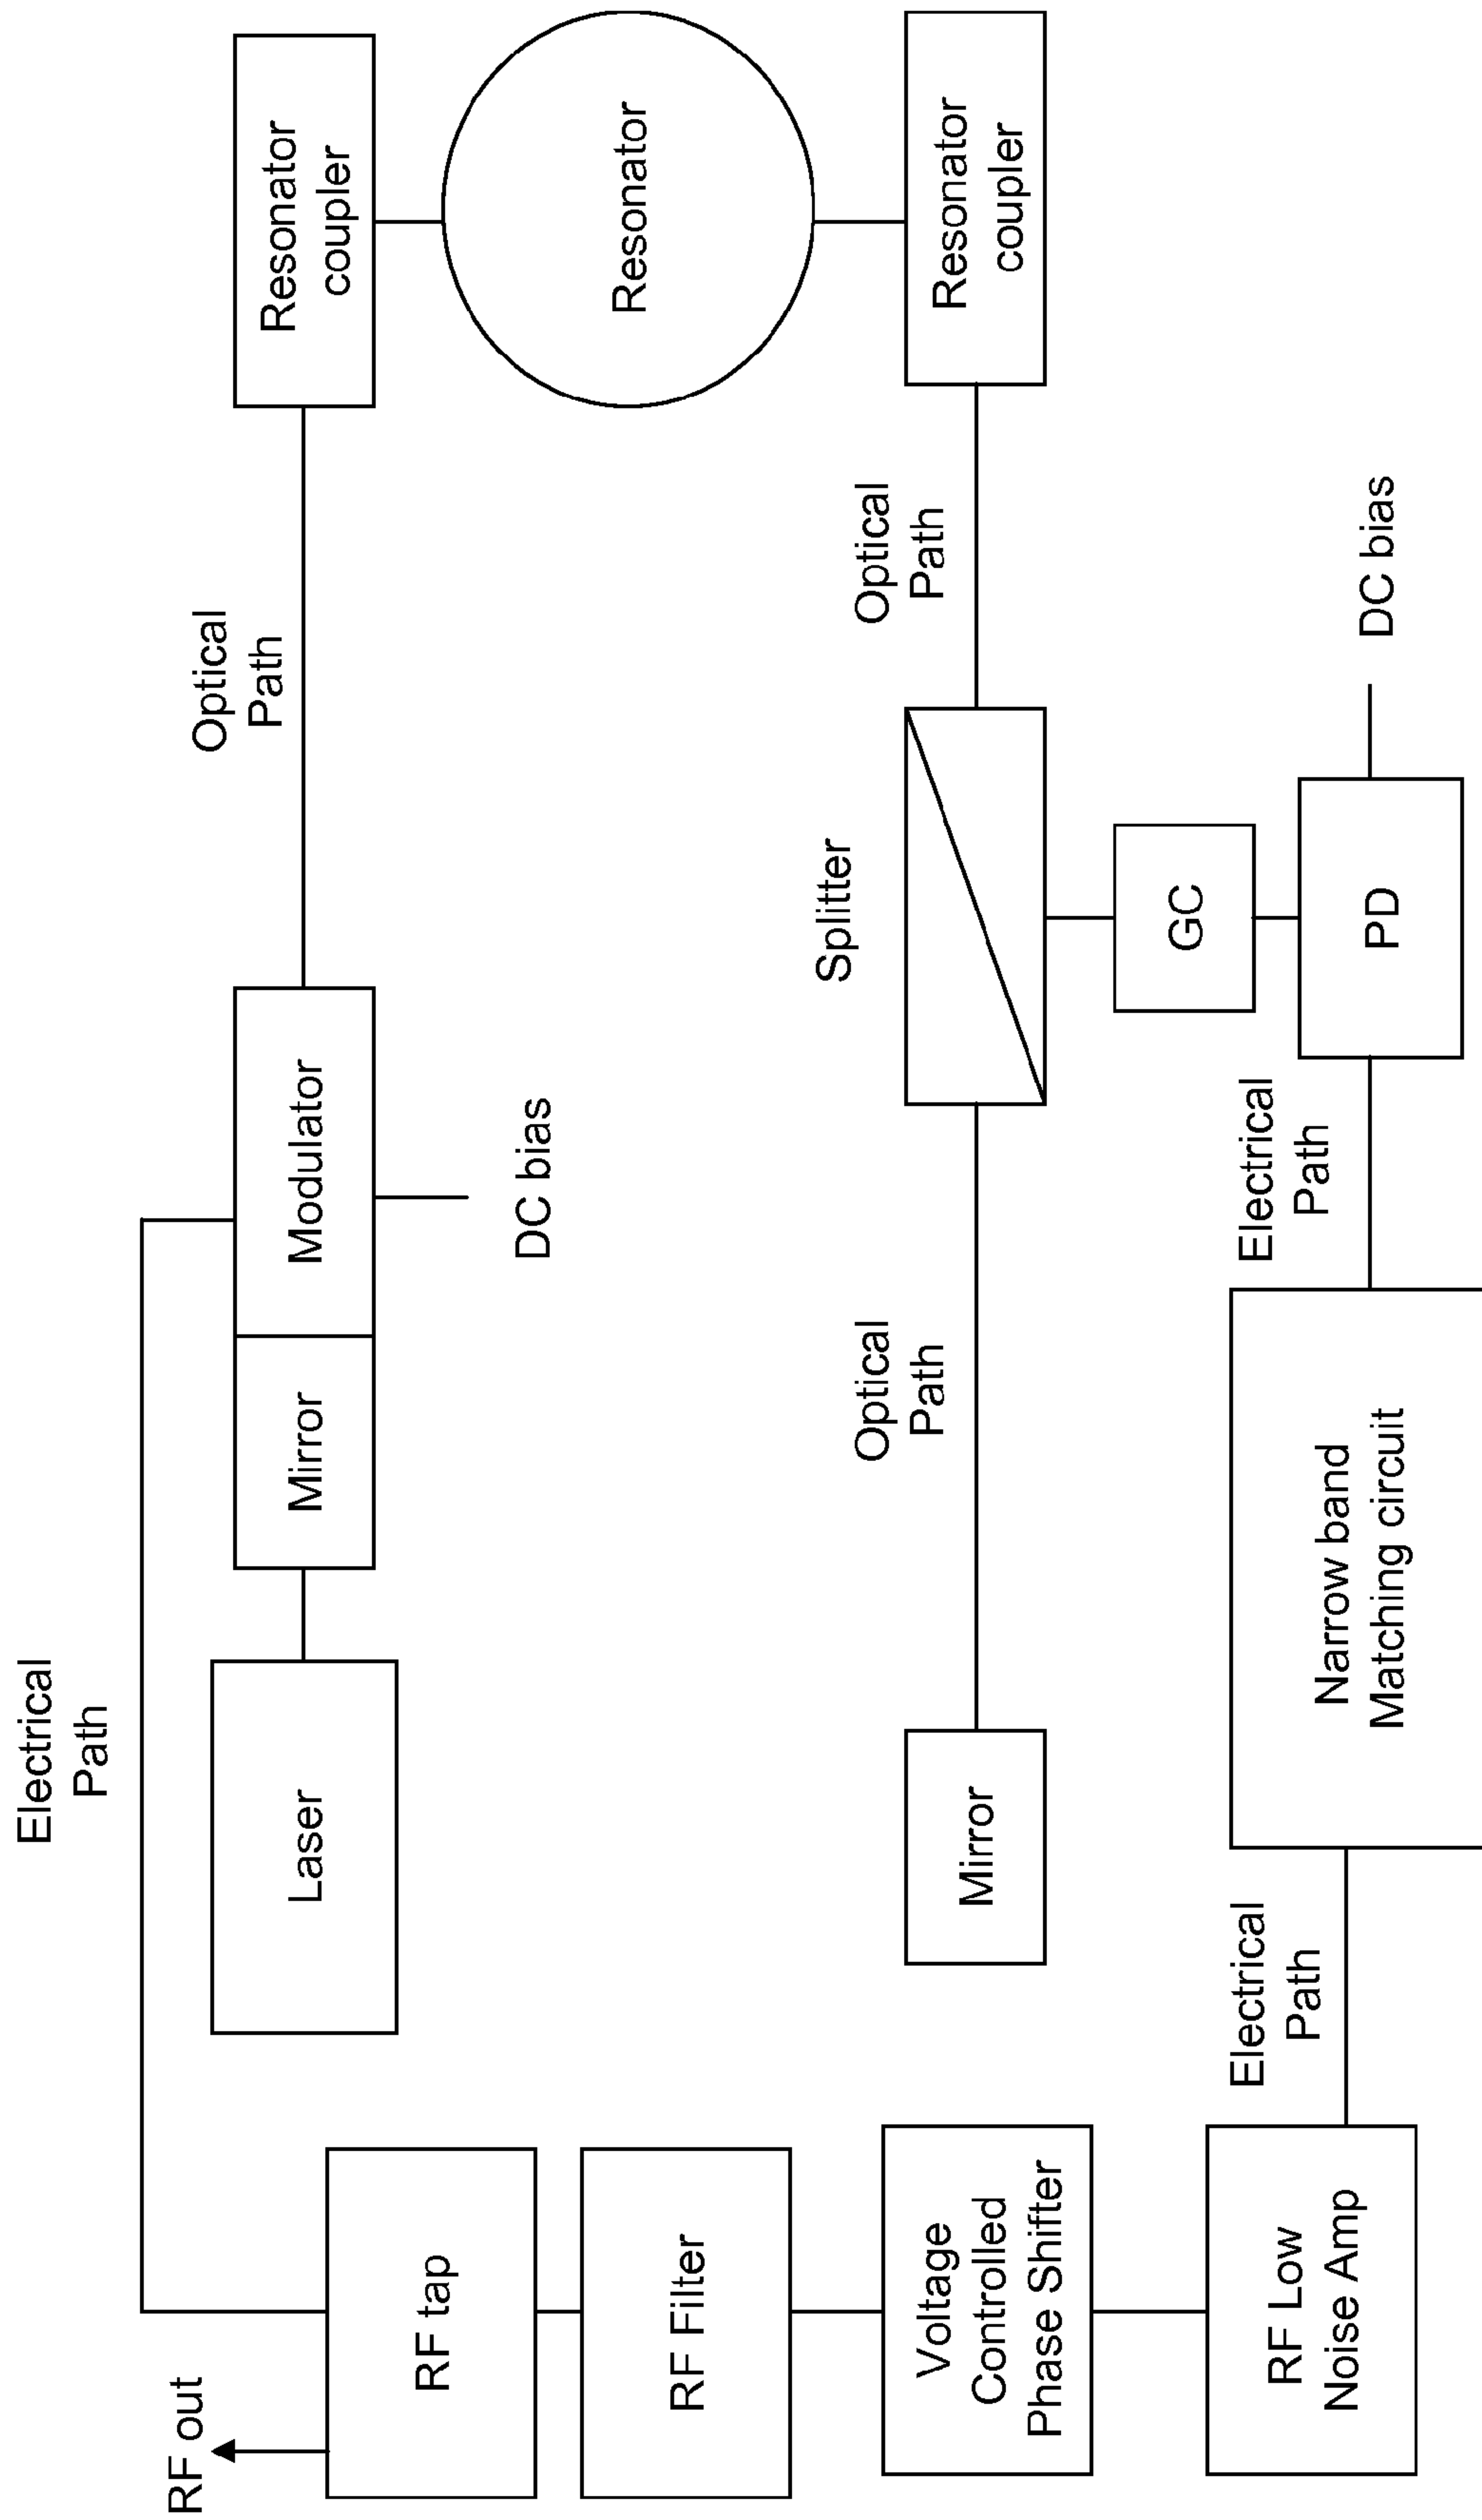 Electrical
Path
RF out
Optical
Path
Laser
Mirror
Modulator
Resonator
coupler
RF tap
DC bias
Resonator
RF Filter
Splitter
Optical
Path
Optical
Path
Voltage
Controlled
Phase Shifter
Mirror
Resonator
coupler
GC
Electrical
Path
Electrical
Path
DC bias
RF Low
Noise Amp
Narrow band
Matching circuit
PD